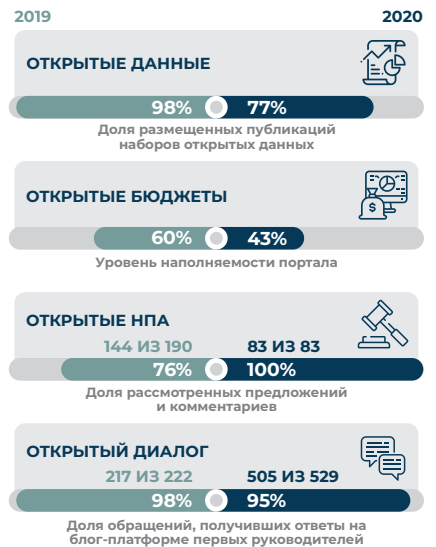 2019 2020
ОТКРЫТЫЕ ДАННЫЕ
98% 77%
Доля размещенных публикаций
наборов открытых данных
ОТКРЫТЫЕ БЮДЖЕТЫ
$
60% 43%
Уровень наполняемости портала
ОТКРЫТЫЕ НПА
144 ИЗ 190 83 ИЗ 83
76% 100%
Доля рассмотренных предложений
и комментариев
ОТКРЫТЫЙ ДИАЛОГ
217 ИЗ 222 505 ИЗ 529
98% 95%
Доля обращений, получивших ответы на
блог-платформе первых руководителей